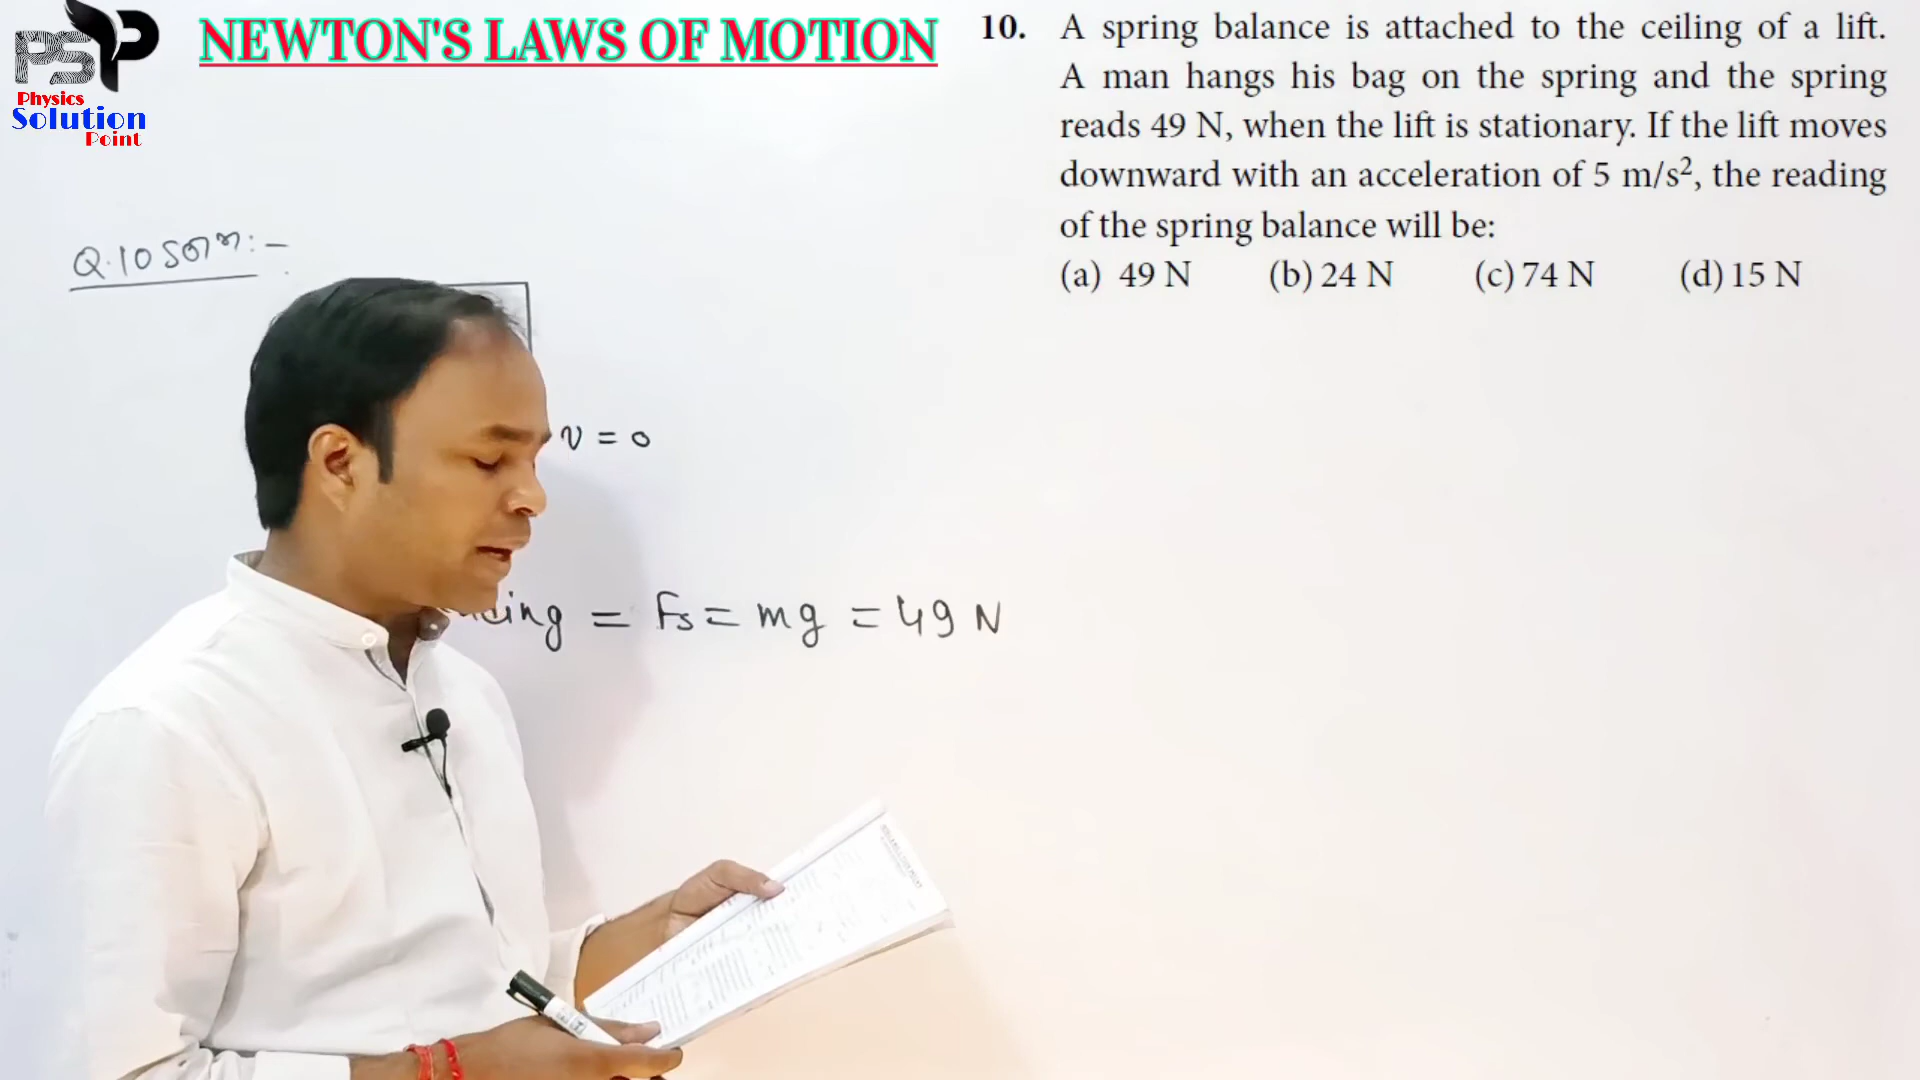 PSP
Physics
Solution
Point
NEWTON'S LAWS OF MOTION
10. A spring balance is attached to the ceiling of a lift.
A man hangs his bag on the spring and the spring
reads 49 N, when the lift is stationary. If the lift moves
downward with an acceleration of 5 m/s², the reading
of the spring balance will be:
(a) 49 N (b) 24 N (c) 74 N (d) 15 N
Q.10 Solⁿ:-
v = 0
= Fs = mg = 49 N